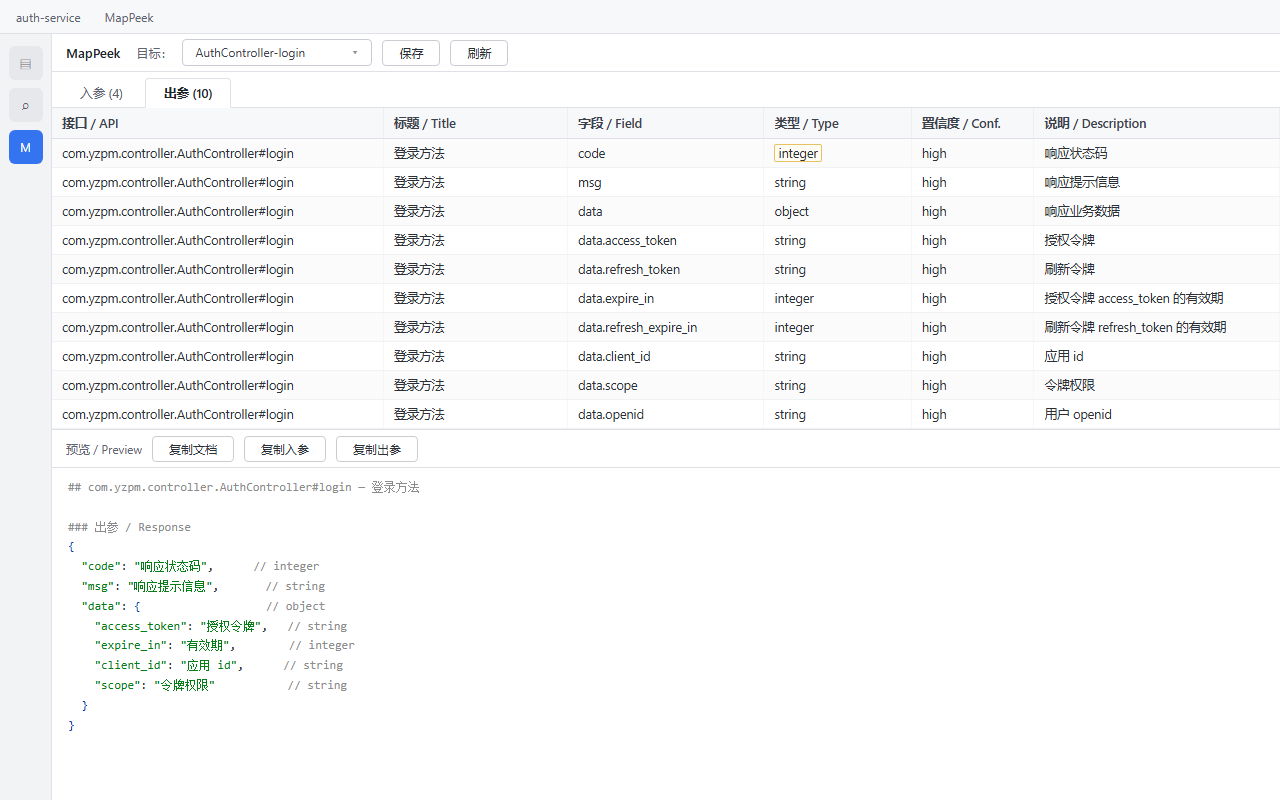 auth-service MapPeek
MapPeek 目标： AuthController-login 保存 刷新
M
入参 (4) 出参 (10)
接口 / API 标题 / Title 字段 / Field 类型 / Type 置信度 / Conf. 说明 / Description
com.yzpm.controller.AuthController#login 登录方法 code integer high 响应状态码
com.yzpm.controller.AuthController#login 登录方法 msg string high 响应提示信息
com.yzpm.controller.AuthController#login 登录方法 data object high 响应业务数据
com.yzpm.controller.AuthController#login 登录方法 data.access_token string high 授权令牌
com.yzpm.controller.AuthController#login 登录方法 data.refresh_token string high 刷新令牌
com.yzpm.controller.AuthController#login 登录方法 data.expire_in integer high 授权令牌 access_token 的有效期
com.yzpm.controller.AuthController#login 登录方法 data.refresh_expire_in integer high 刷新令牌 refresh_token 的有效期
com.yzpm.controller.AuthController#login 登录方法 data.client_id string high 应用 id
com.yzpm.controller.AuthController#login 登录方法 data.scope string high 令牌权限
com.yzpm.controller.AuthController#login 登录方法 data.openid string high 用户 openid
预览 / Preview 复制文档 复制入参 复制出参
## com.yzpm.controller.AuthController#login — 登录方法
### 出参 / Response
{
"code": "响应状态码", // integer
"msg": "响应提示信息", // string
"data": { // object
"access_token": "授权令牌", // string
"expire_in": "有效期", // integer
"client_id": "应用 id", // string
"scope": "令牌权限" // string
}
}